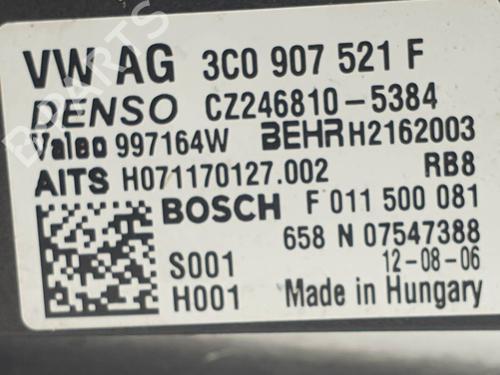 VW AG 3C0 907 521 F
DENSO CZ246810-5384
Valeo 997164W BEHR H2162003
AITS H071170127.002 RB8
BOSCH F 011 500 081
658 N 07547388
S001 12-08-06
H001 Made in Hungary
B PARTS